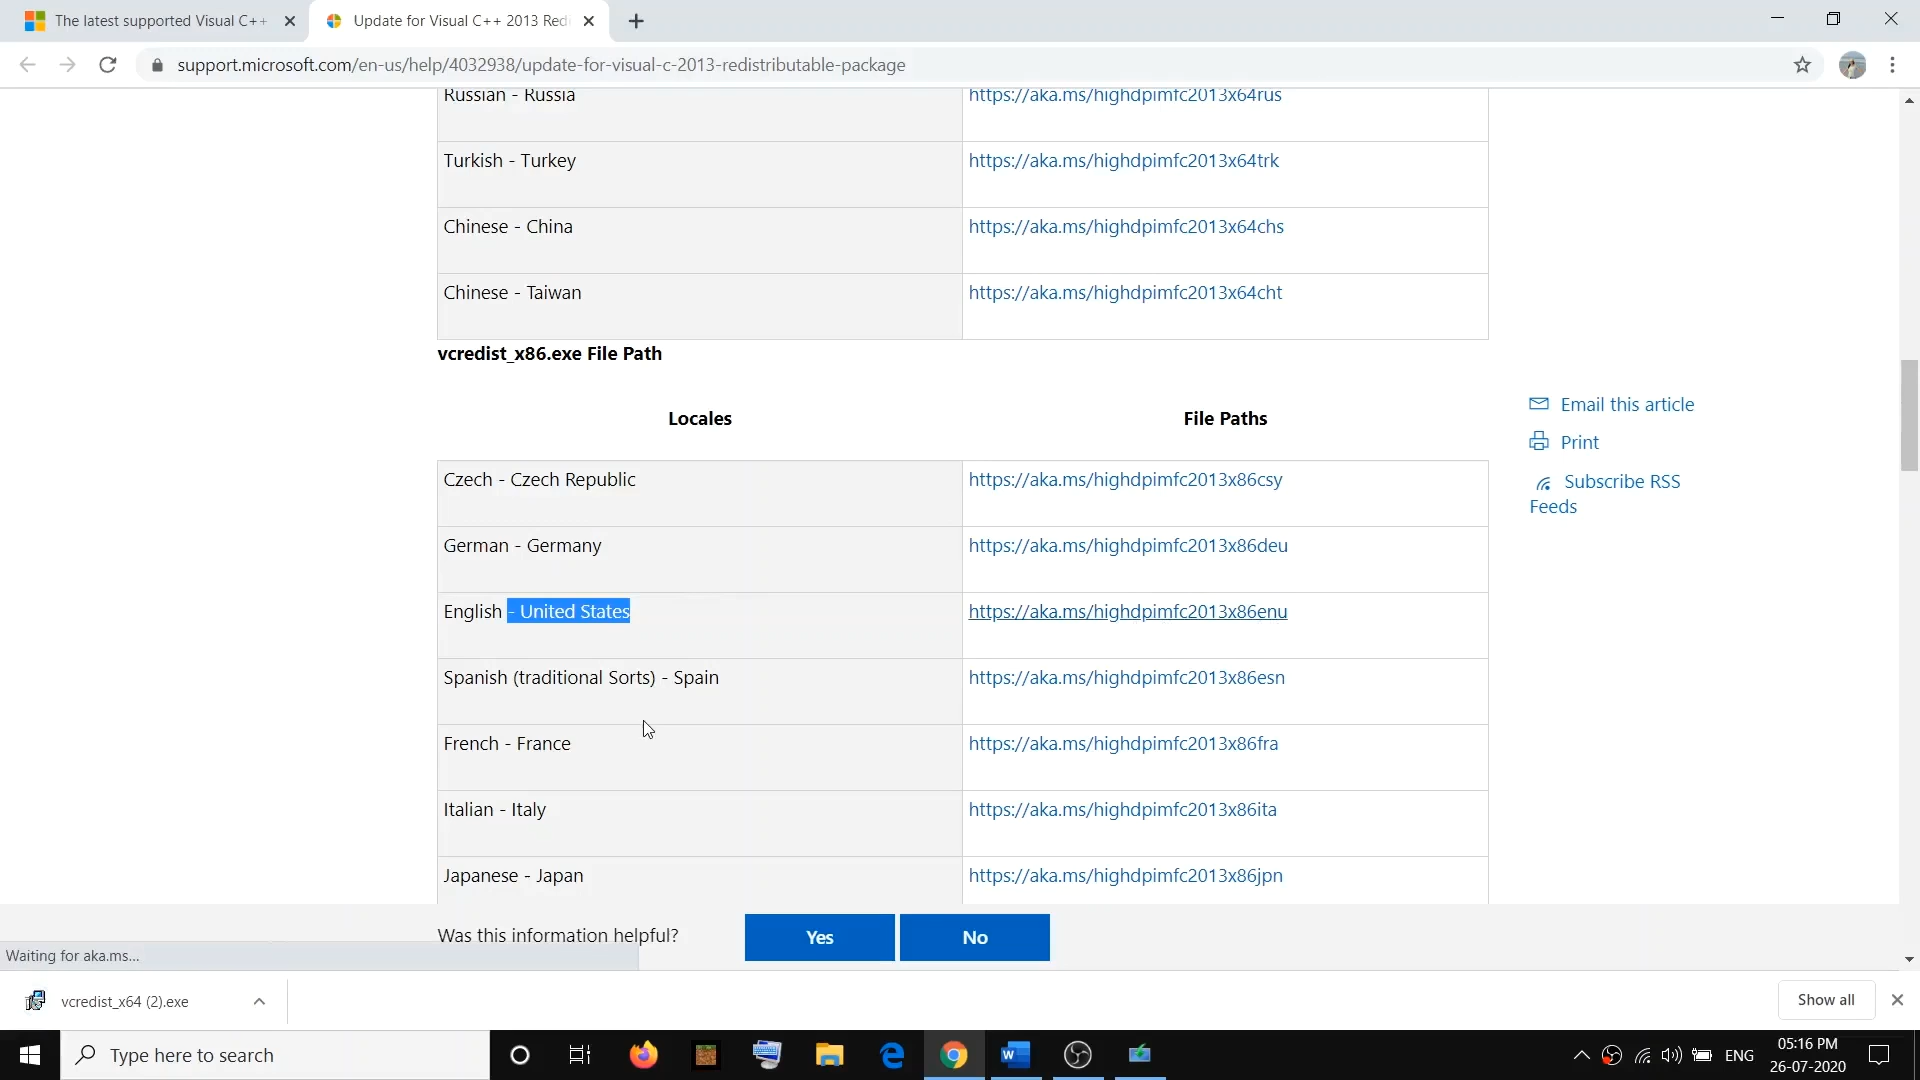 The latest supported Visual C++
Update for Visual C++ 2013 Redi
support.microsoft.com/en-us/help/4032938/update-for-visual-c-2013-redistributable-package
Russian - Russia
https://aka.ms/highdpimfc2013x64rus
Turkish - Turkey
https://aka.ms/highdpimfc2013x64trk
Chinese - China
https://aka.ms/highdpimfc2013x64chs
Chinese - Taiwan
https://aka.ms/highdpimfc2013x64cht
vcredist_x86.exe File Path
Locales
File Paths
Czech - Czech Republic
https://aka.ms/highdpimfc2013x86csy
German - Germany
https://aka.ms/highdpimfc2013x86deu
English - United States
https://aka.ms/highdpimfc2013x86enu
Spanish (traditional Sorts) - Spain
https://aka.ms/highdpimfc2013x86esn
French - France
https://aka.ms/highdpimfc2013x86fra
Italian - Italy
https://aka.ms/highdpimfc2013x86ita
Japanese - Japan
https://aka.ms/highdpimfc2013x86jpn
Email this article
Print
Subscribe RSS
Feeds
Was this information helpful?
Yes
No
Waiting for aka.ms...
vcredist_x64 (2).exe
Show all
Type here to search
ENG
05:16 PM
26-07-2020